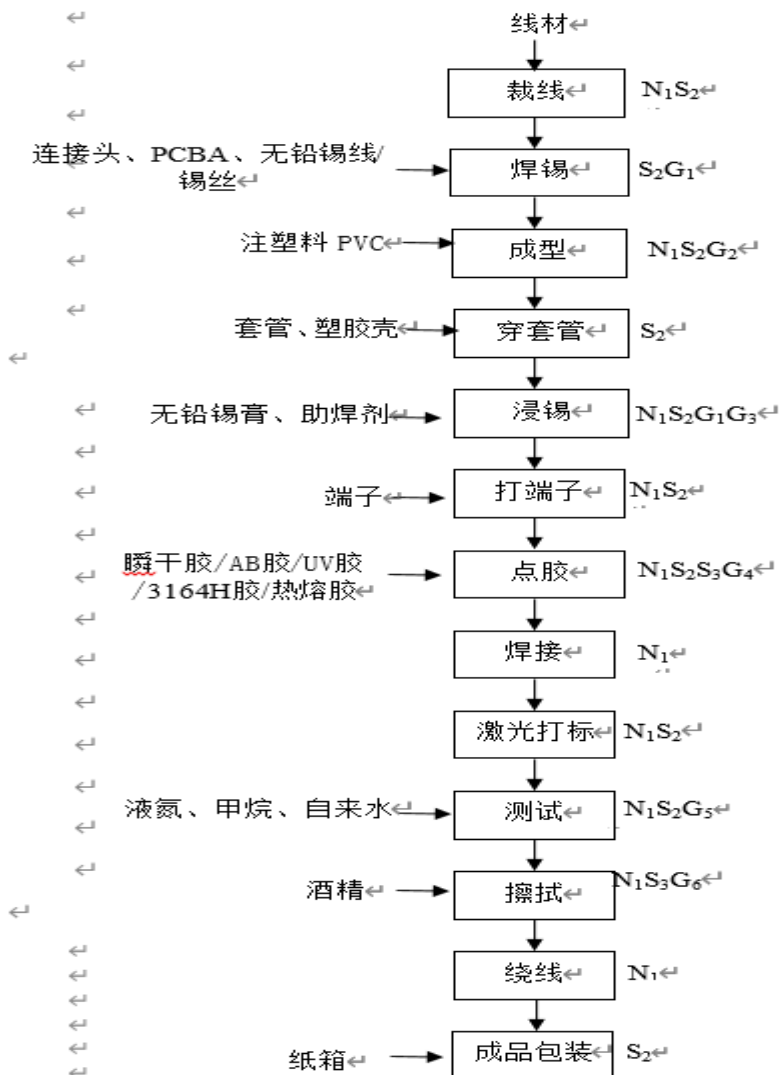 线材
裁线 N₁S₂
连接头、PCBA、无铅锡线/
锡丝
焊锡 S₂G₁
注塑料 PVC 成型 N₁S₂G₂
套管、塑胶壳 穿套管 S₂
无铅锡膏、助焊剂 浸锡 N₁S₂G₁G₃
端子 打端子 N₁S₂
瞬干胶/AB胶/UV胶
/3164H胶/热熔胶
点胶 N₁S₂S₃G₄
焊接 N₁
激光打标 N₁S₂
液氮、甲烷、自来水 测试 N₁S₂G₅
酒精 擦拭 N₁S₃G₆
绕线 N₁
纸箱 成品包装 S₂